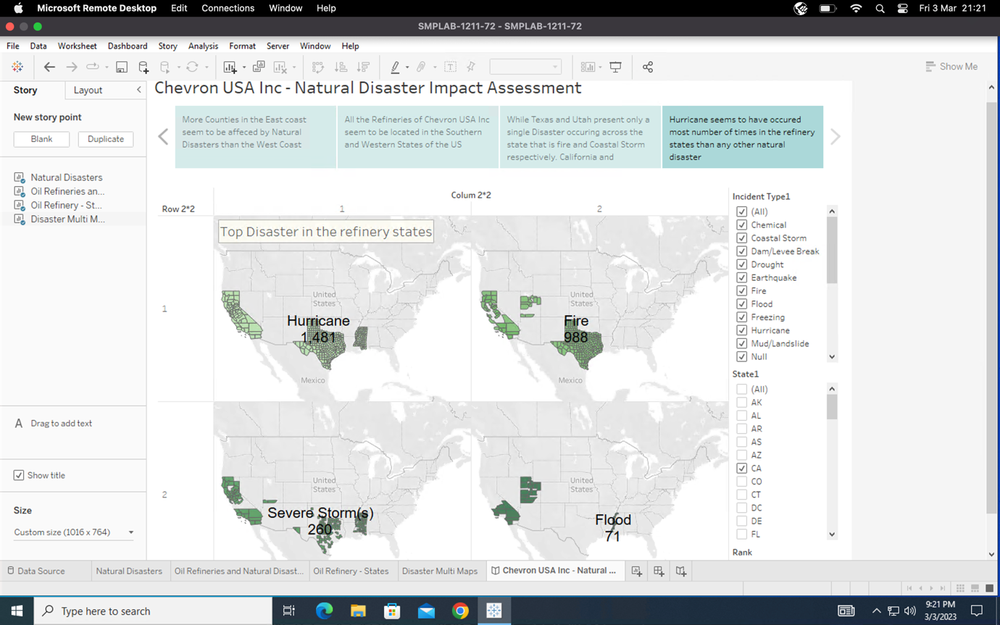 Microsoft Remote Desktop Edit Connections Window Help Fri 3 Mar 21:21
SMPLAB-1211-72 - SMPLAB-1211-72
File Data Worksheet Dashboard Story Analysis Format Server Window Help
Show Me
Story Layout
New story point
Blank Duplicate
Natural Disasters
Oil Refineries an...
Oil Refinery - St...
Disaster Multi M...
A Drag to add text
Show title
Size
Custom size (1016 x 764)
Chevron USA Inc - Natural Disaster Impact Assessment
More Counties in the East coast
seem to be affeced by Natural
Disasters than the West Coast
All the Refineries of Chevron USA Inc
seem to be located in the Southern
and Western States of the US
While Texas and Utah present only a
single Disaster occuring across the
state that is fire and Coastal Storm
respectively. California and
Hurricane seems to have occured
most number of times in the refinery
states than any other natural
disaster
Colum 2*2
Row 2*2
1 2
Top Disaster in the refinery states
1
United
States
Hurricane
1,481
Mexico
United
States
Fire
988
Mexico
2
United
States
Severe Storm(s)
260
United
States
Flood
71
Incident Type1
(All)
Chemical
Coastal Storm
Dam/Levee Break
Drought
Earthquake
Fire
Flood
Freezing
Hurricane
Mud/Landslide
Null
State1
(All)
AK
AL
AR
AS
AZ
CA
CO
CT
DC
DE
FL
Rank
Data Source Natural Disasters Oil Refineries and Natural Disast... Oil Refinery - States Disaster Multi Maps Chevron USA Inc - Natural ...
Type here to search
9:21 PM
3/3/2023